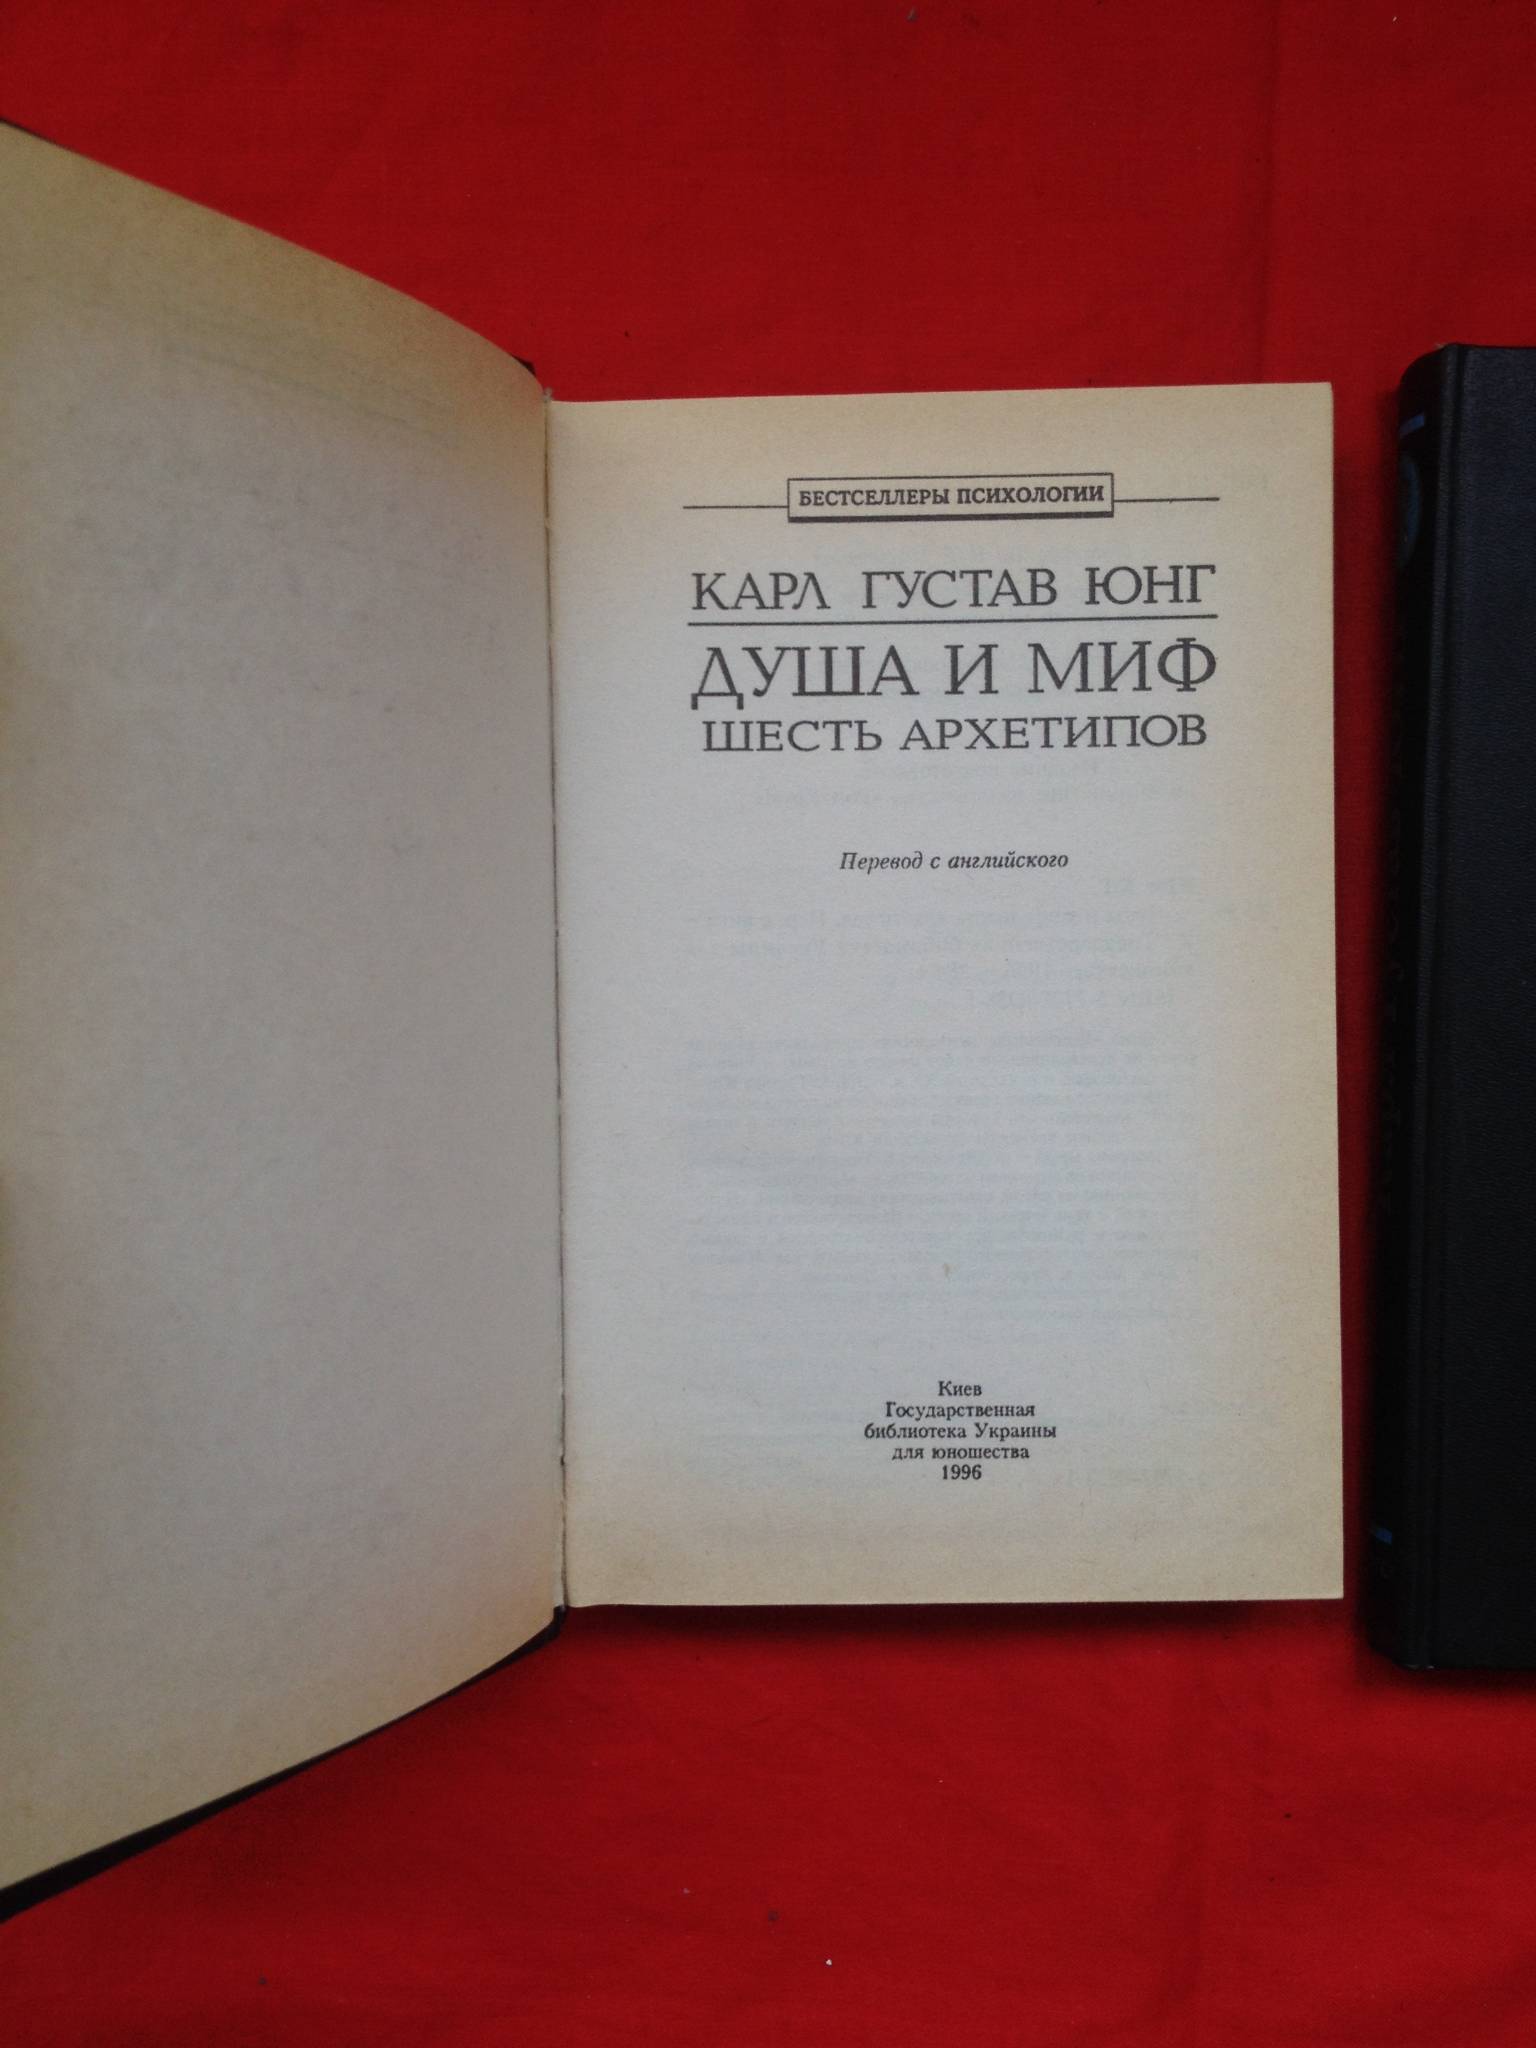 БЕСТСЕЛЛЕРЫ ПСИХОЛОГИИ
КАРЛ ГУСТАВ ЮНГ
ДУША И МИФ
ШЕСТЬ АРХЕТИПОВ
Перевод с английского
Киев
Государственная
библиотека Украины
для юношества
1996